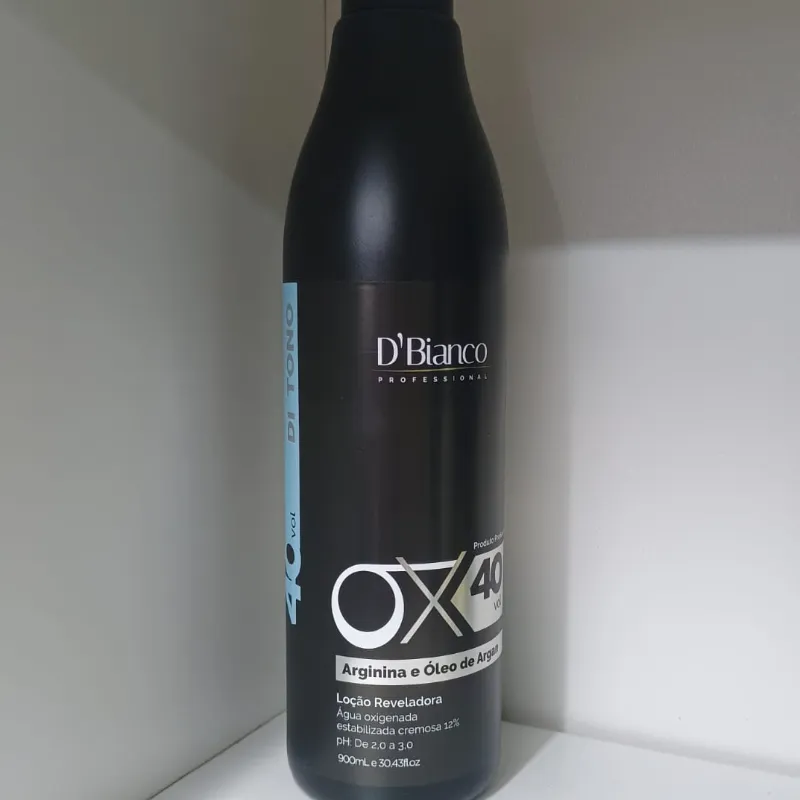 D'Bianco
PROFESSIONAL
DI TONO
40 vol
Produto
OX 40
vol
Arginina e Óleo de Argan
Loção Reveladora
Água oxigenada
estabilizada cremosa 12%
pH: De 2,0 a 3,0
900mL e 30.43fl.oz